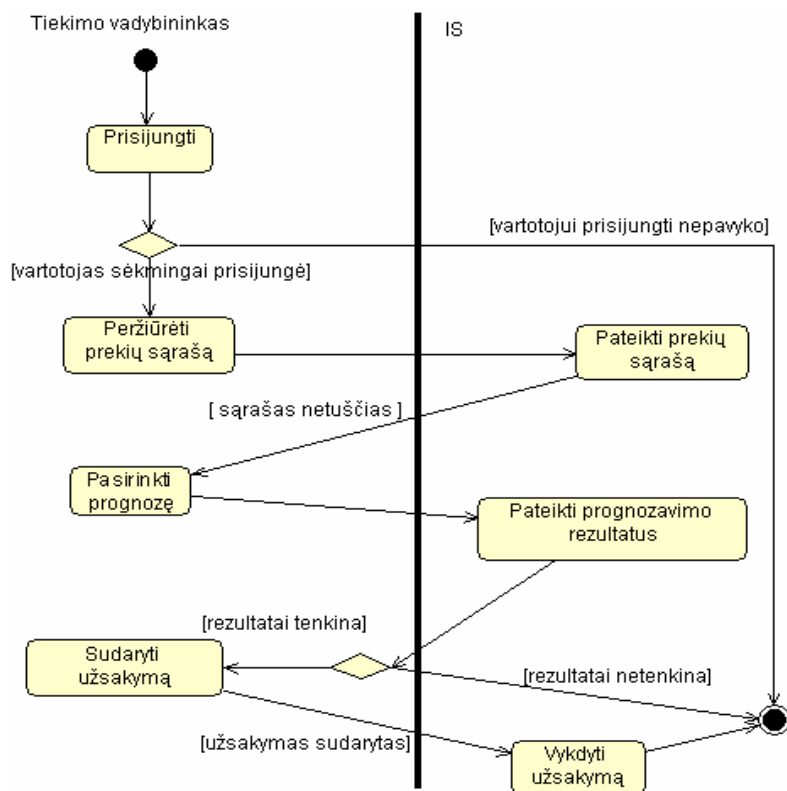 Tiekimo vadybininkas
IS
Prisijungti
[vartotojui prisijungti nepavyko]
[vartotojas sėkmingai prisijungė]
Peržiūrėti
prekių sąrašą
Pateikti prekių
sąrašą
[ sąrašas netuščias ]
Pasirinkti
prognozę
Pateikti prognozavimo
rezultatus
[rezultatai tenkina]
Sudaryti
užsakymą
[rezultatai netenkina]
[užsakymas sudarytas]
Vykdyti
užsakymą